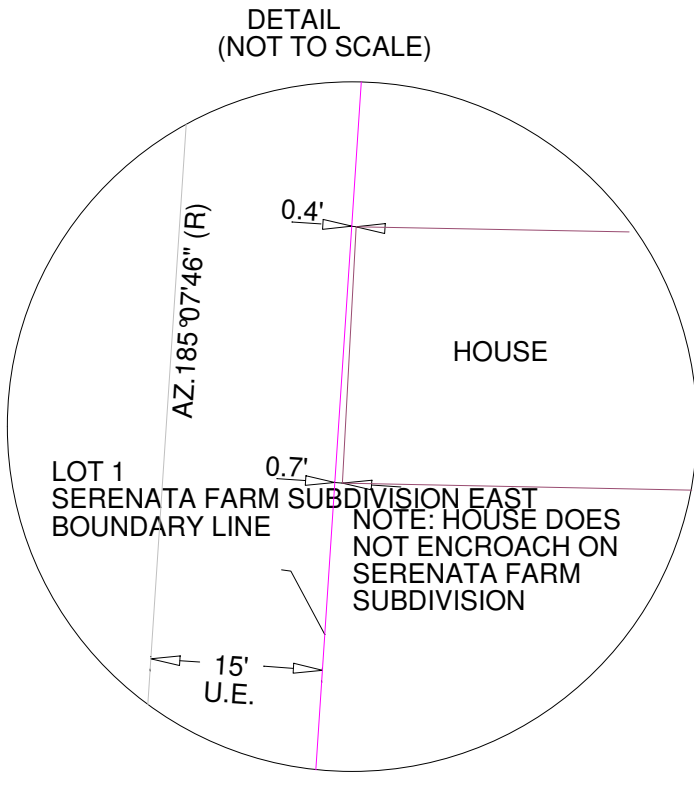 DETAIL
(NOT TO SCALE)
0.4'
AZ.185°07'46" (R)
HOUSE
0.7'
LOT 1
SERENATA FARM SUBDIVISION EAST
BOUNDARY LINE
NOTE: HOUSE DOES
NOT ENCROACH ON
SERENATA FARM
SUBDIVISION
15'
U.E.